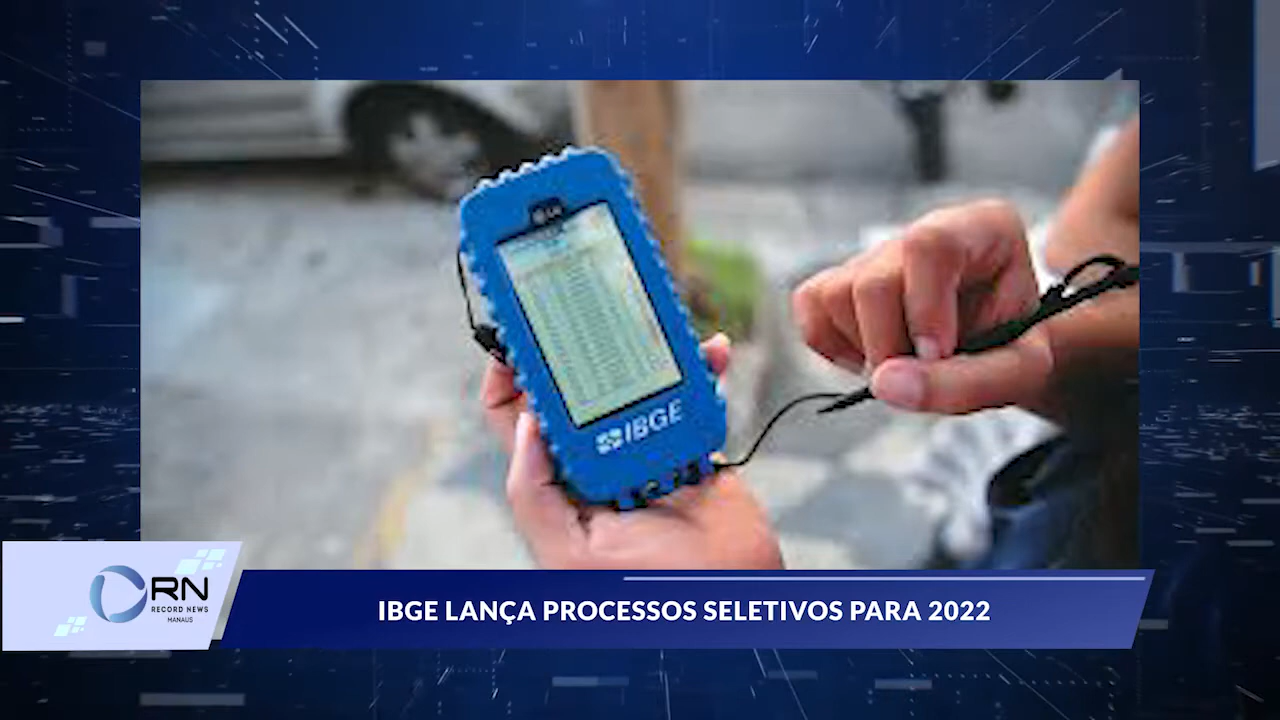 IBGE
RN
RECORD NEWS
MANAUS
IBGE LANÇA PROCESSOS SELETIVOS PARA 2022